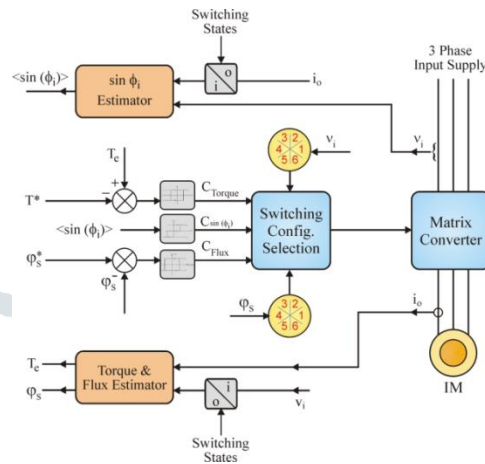 Switching
States
<sin (ϕi)>
sin ϕi
Estimator
o
i
io
3 Phase
Input Supply
vi
Te
+
−
T*
CTorque
3 2
4 1
5 6
vi
<sin (ϕi)>
Csin (ϕi)
Switching
Config.
Selection
Matrix
Converter
φS*
CFlux
φS
−
φS
3 2
4 1
5 6
io
Te
φS
Torque &
Flux Estimator
i
o
vi
IM
Switching
States